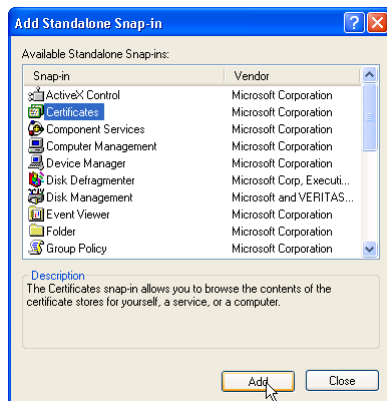 Add Standalone Snap-in
Available Standalone Snap-ins:
Snap-in Vendor
ActiveX Control Microsoft Corporation
Certificates Microsoft Corporation
Component Services Microsoft Corporation
Computer Management Microsoft Corporation
Device Manager Microsoft Corporation
Disk Defragmenter Microsoft Corp, Executi...
Disk Management Microsoft and VERITAS...
Event Viewer Microsoft Corporation
Folder Microsoft Corporation
Group Policy Microsoft Corporation
Description
The Certificates snap-in allows you to browse the contents of the
certificate stores for yourself, a service, or a computer.
Add Close